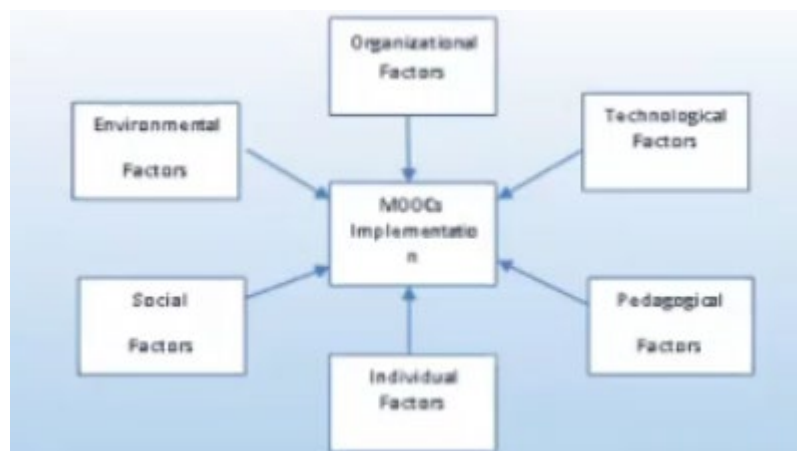 Organizational
Factors
Environmental
Factors
Technological
Factors
MOOCs
Implementatio
n
Social
Factors
Pedagogical
Factors
Individual
Factors